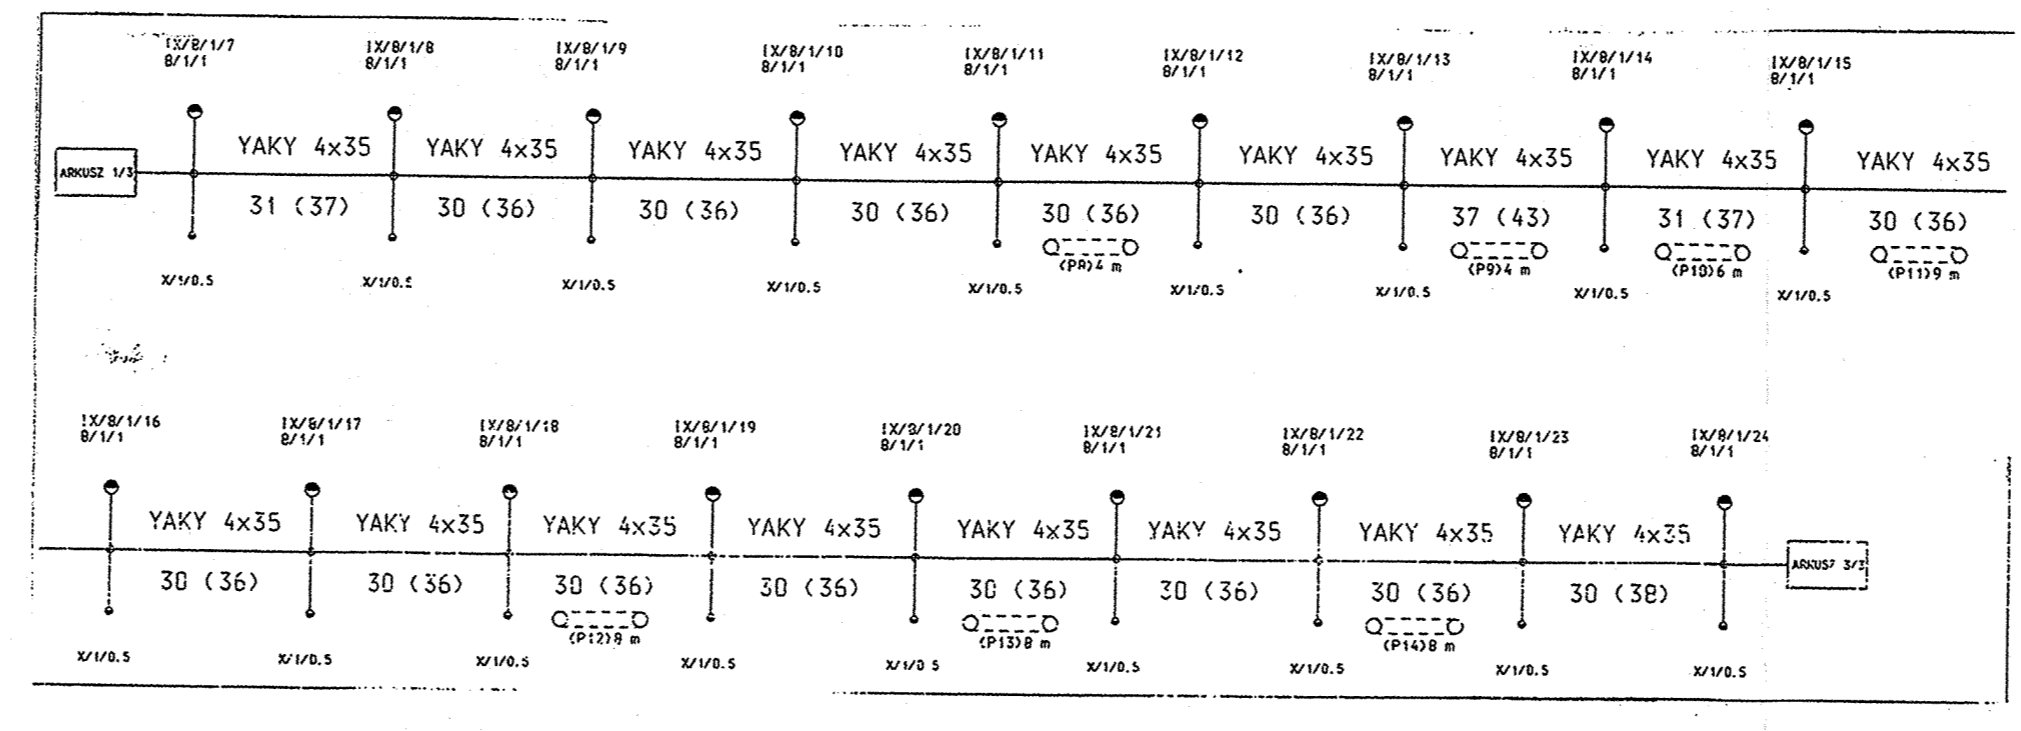 IX/8/1/7 IX/8/1/8 IX/8/1/9 IX/8/1/10 IX/8/1/11 IX/8/1/12 IX/8/1/13 IX/8/1/14 IX/8/1/15
8/1/1 8/1/1 8/1/1 8/1/1 8/1/1 8/1/1 8/1/1 8/1/1 8/1/1
YAKY 4x35 YAKY 4x35 YAKY 4x35 YAKY 4x35 YAKY 4x35 YAKY 4x35 YAKY 4x35 YAKY 4x35 YAKY 4x35
ARKUSZ 1/3
31 (37) 30 (36) 30 (36) 30 (36) 30 (36) 30 (36) 37 (43) 31 (37) 30 (36)
(P8)4 m (P9)4 m (P10)6 m (P11)9 m
X/1/0.5 X/1/0.5 X/1/0.5 X/1/0.5 X/1/0.5 X/1/0.5 X/1/0.5 X/1/0.5 X/1/0.5
IX/8/1/16 IX/8/1/17 IX/8/1/18 IX/8/1/19 IX/8/1/20 IX/8/1/21 IX/8/1/22 IX/8/1/23 IX/8/1/24
8/1/1 8/1/1 8/1/1 8/1/1 8/1/1 8/1/1 8/1/1 8/1/1 8/1/1
YAKY 4x35 YAKY 4x35 YAKY 4x35 YAKY 4x35 YAKY 4x35 YAKY 4x35 YAKY 4x35 YAKY 4x35
ARKUSZ 3/3
30 (36) 30 (36) 30 (36) 30 (36) 30 (36) 30 (36) 30 (36) 30 (38)
(P12)8 m (P13)8 m (P14)8 m
X/1/0.5 X/1/0.5 X/1/0.5 X/1/0.5 X/1/0.5 X/1/0.5 X/1/0.5 X/1/0.5 X/1/0.5